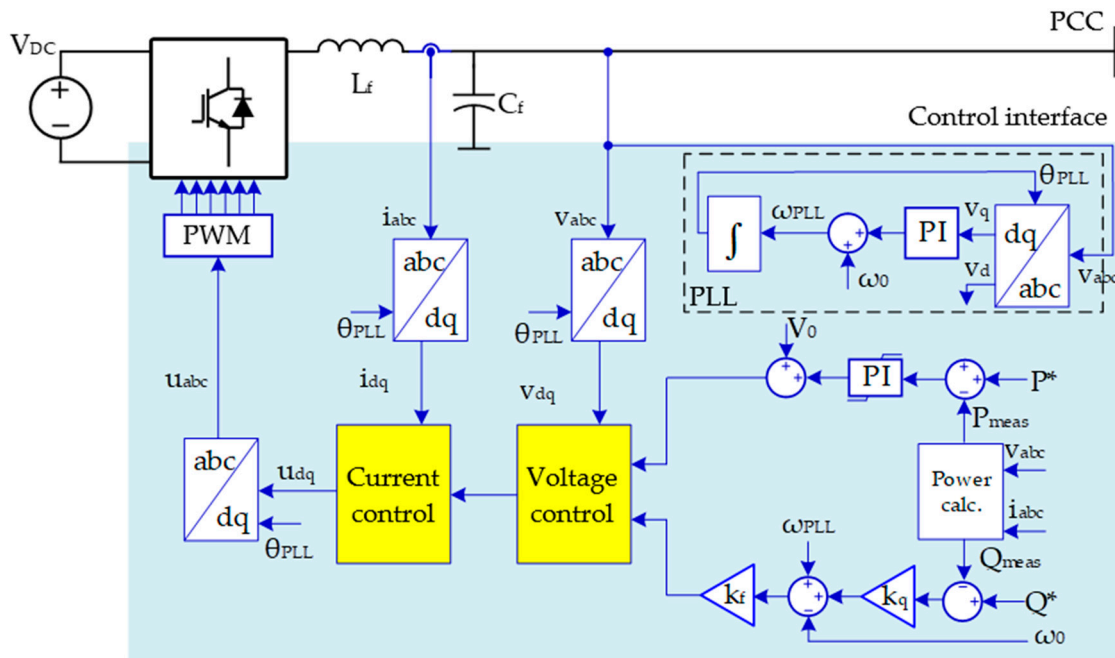 PCC
VDC
Lf
Cf
Control interface
θPLL
ωPLL
vq
iabc
vabc
PWM
∫
PI
dq
abc
vd
vabc
ω0
PLL
abc
dq
abc
dq
θPLL
θPLL
V0
uabc
idq
vdq
PI
P*
Pmeas
abc
dq
udq
Current
control
Voltage
control
vabc
Power
calc.
iabc
θPLL
ωPLL
Qmeas
kf
kq
Q*
ω0